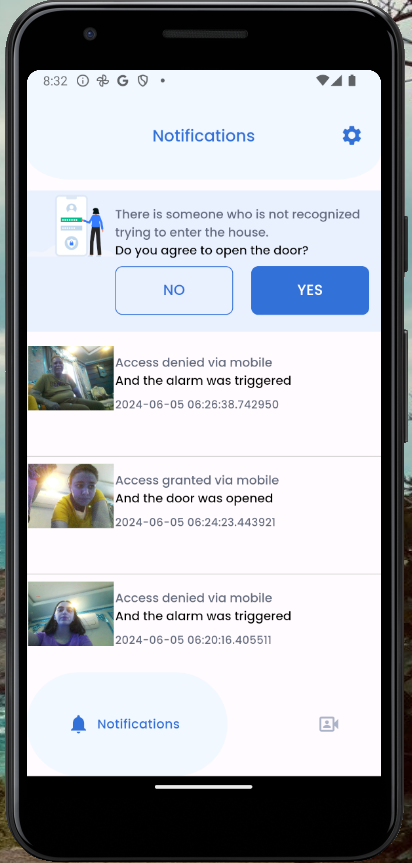 8:32
Notifications
There is someone who is not recognized
trying to enter the house.
Do you agree to open the door?
NO
YES
Access denied via mobile
And the alarm was triggered
2024-06-05 06:26:38.742950
Access granted via mobile
And the door was opened
2024-06-05 06:24:23.443921
Access denied via mobile
And the alarm was triggered
2024-06-05 06:20:16.405511
Notifications